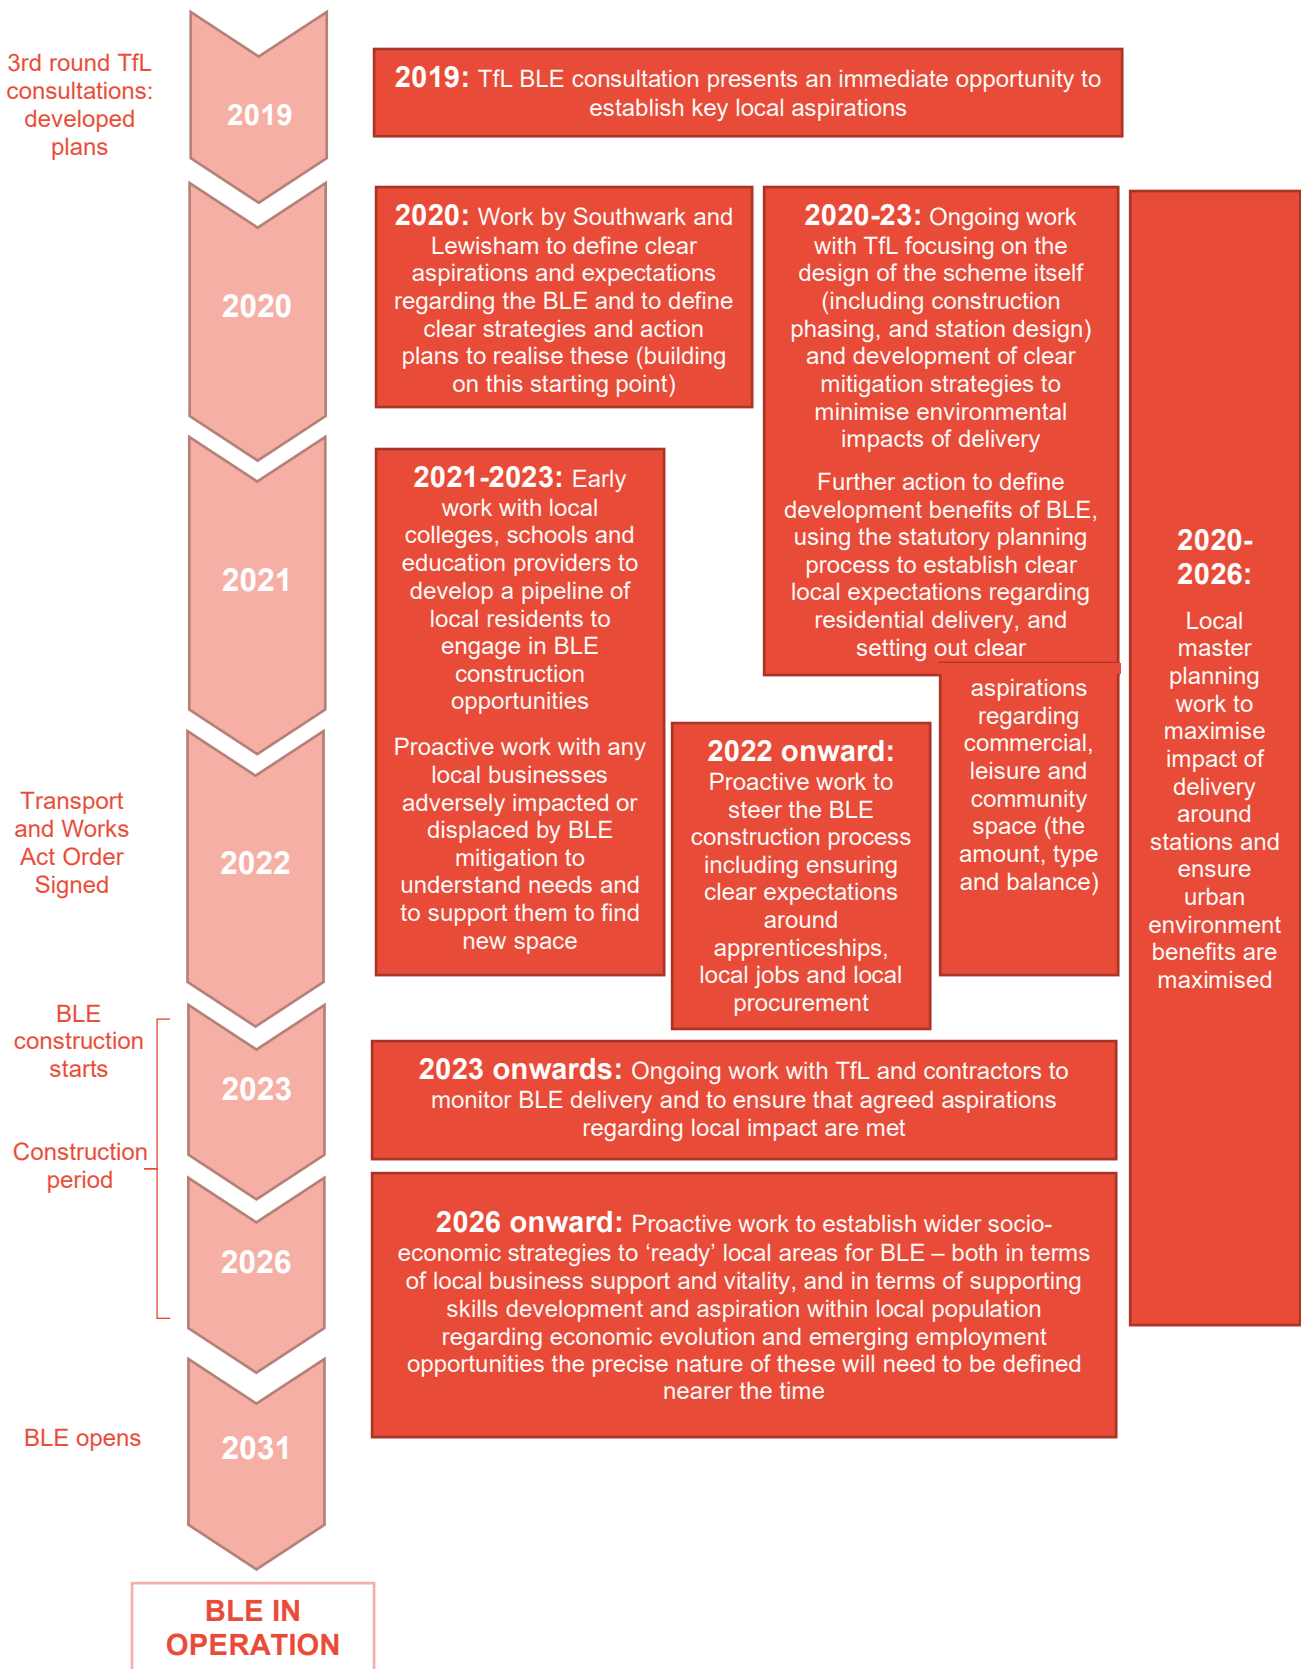 3rd round TfL
consultations:
developed
plans
2019
2019: TfL BLE consultation presents an immediate opportunity to
establish key local aspirations
2020
2020: Work by Southwark and
Lewisham to define clear
aspirations and expectations
regarding the BLE and to define
clear strategies and action
plans to realise these (building
on this starting point)
2020-23: Ongoing work
with TfL focusing on the
design of the scheme itself
(including construction
phasing, and station design)
and development of clear
mitigation strategies to
minimise environmental
impacts of delivery
Further action to define
development benefits of BLE,
using the statutory planning
process to establish clear
local expectations regarding
residential delivery, and
setting out clear
aspirations
regarding
commercial,
leisure and
community
space (the
amount, type
and balance)
2020-
2026:
Local
master
planning
work to
maximise
impact of
delivery
around
stations and
ensure
urban
environment
benefits are
maximised
2021
2021-2023: Early
work with local
colleges, schools and
education providers to
develop a pipeline of
local residents to
engage in BLE
construction
opportunities
Proactive work with any
local businesses
adversely impacted or
displaced by BLE
mitigation to
understand needs and
to support them to find
new space
Transport
and Works
Act Order
Signed
2022
2022 onward:
Proactive work to
steer the BLE
construction process
including ensuring
clear expectations
around
apprenticeships,
local jobs and local
procurement
BLE
construction
starts
2023
2023 onwards: Ongoing work with TfL and contractors to
monitor BLE delivery and to ensure that agreed aspirations
regarding local impact are met
Construction
period
2026
2026 onward: Proactive work to establish wider socio-
economic strategies to ‘ready’ local areas for BLE – both in terms
of local business support and vitality, and in terms of supporting
skills development and aspiration within local population
regarding economic evolution and emerging employment
opportunities the precise nature of these will need to be defined
nearer the time
BLE opens
2031
BLE IN
OPERATION